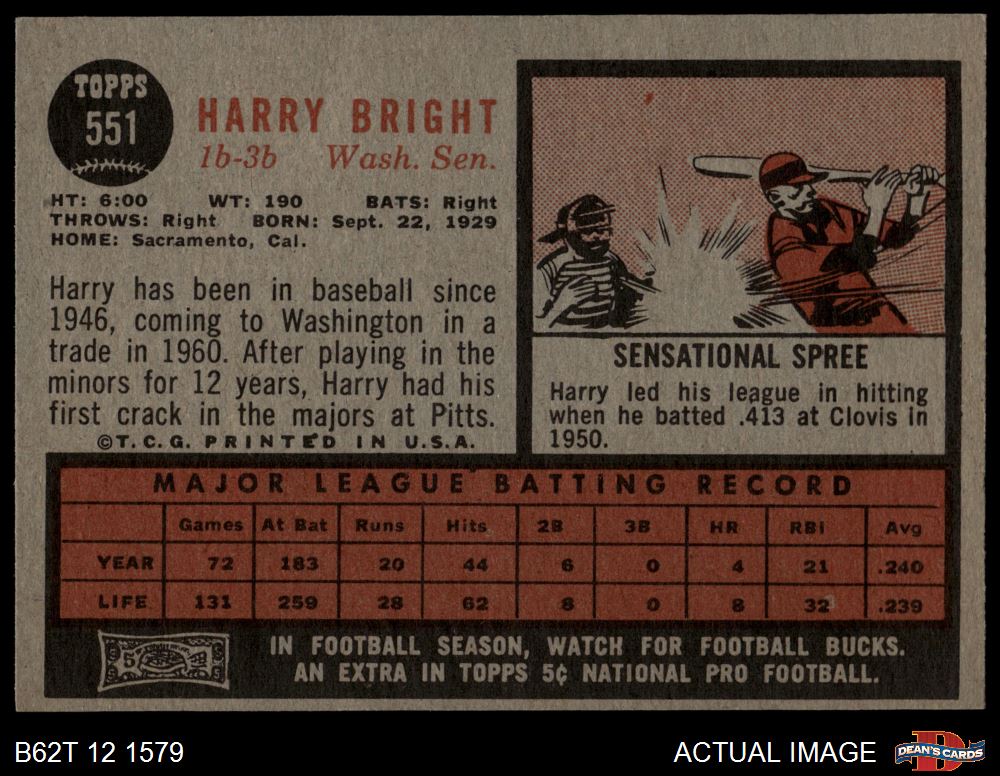 TOPPS
551
HARRY BRIGHT
1b-3b Wash. Sen.
HT: 6:00 WT: 190 BATS: Right
THROWS: Right BORN: Sept. 22, 1929
HOME: Sacramento, Cal.
Harry has been in baseball since
1946, coming to Washington in a
trade in 1960. After playing in the
minors for 12 years, Harry had his
first crack in the majors at Pitts.
©T.C.G. PRINTED IN U.S.A.
SENSATIONAL SPREE
Harry led his league in hitting
when he batted .413 at Clovis in
1950.
MAJOR LEAGUE BATTING RECORD
Games At Bat Runs Hits 2B 3B HR RBI Avg
YEAR 72 183 20 44 6 0 4 21 .240
LIFE 131 259 28 62 8 0 8 32 .239
IN FOOTBALL SEASON, WATCH FOR FOOTBALL BUCKS.
AN EXTRA IN TOPPS 5¢ NATIONAL PRO FOOTBALL.
B62T 12 1579 ACTUAL IMAGE
DEAN'S CARDS